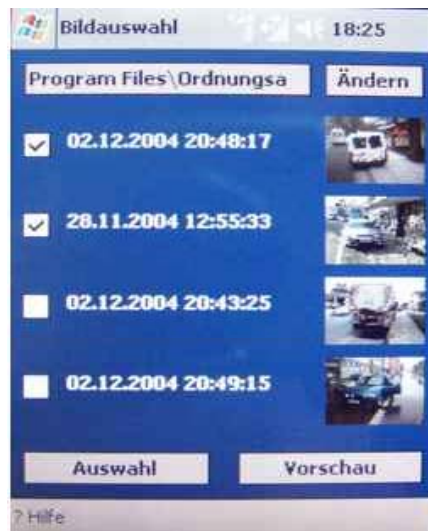 Bildauswahl 18:25
Program Files\Ordnungsa Ändern
02.12.2004 20:48:17
28.11.2004 12:55:33
02.12.2004 20:43:25
02.12.2004 20:49:15
Auswahl Vorschau
? Hilfe